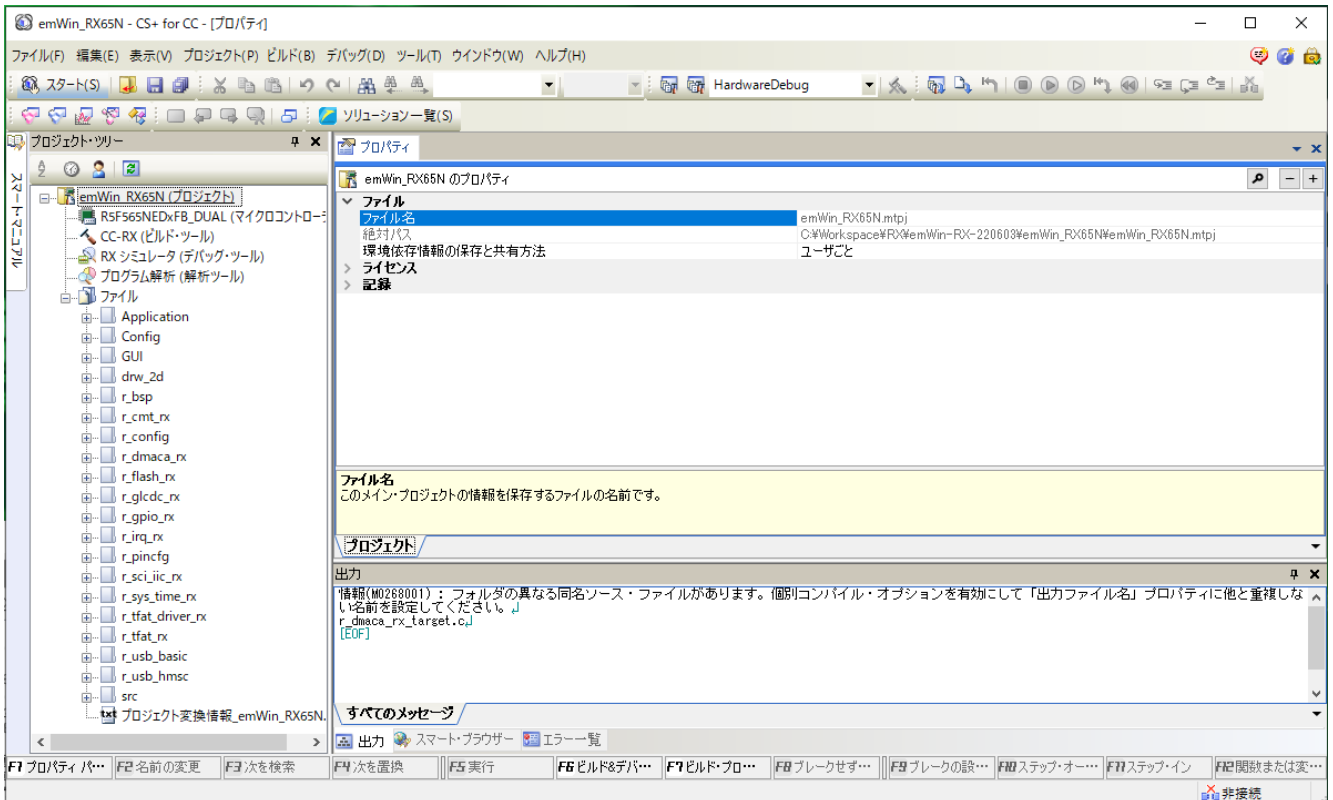 emWin_RX65N - CS+ for CC - [プロパティ]
ファイル(F) 編集(E) 表示(V) プロジェクト(P) ビルド(B) デバッグ(D) ツール(T) ウインドウ(W) ヘルプ(H)
スタート(S)
HardwareDebug
ソリューション一覧(S)
スマートマニュアル
プロジェクト・ツリー
emWin_RX65N (プロジェクト)
R5F565NEDxFB_DUAL (マイクロコントローラ
CC-RX (ビルド・ツール)
RX シミュレータ (デバッグ・ツール)
プログラム解析 (解析ツール)
ファイル
Application
Config
GUI
drw_2d
r_bsp
r_cmt_rx
r_config
r_dmaca_rx
r_flash_rx
r_glcdc_rx
r_gpio_rx
r_irq_rx
r_pincfg
r_sci_iic_rx
r_sys_time_rx
r_tfat_driver_rx
r_tfat_rx
r_usb_basic
r_usb_hmsc
src
プロジェクト変換情報_emWin_RX65N.
プロパティ
emWin_RX65N のプロパティ
ファイル
ファイル名 emWin_RX65N.mtpj
絶対パス C:¥Workspace¥RX¥emWin-RX-220603¥emWin_RX65N¥emWin_RX65N.mtpj
環境依存情報の保存と共有方法 ユーザごと
ライセンス
記録
ファイル名
このメイン・プロジェクトの情報を保存するファイルの名前です。
プロジェクト
出力
情報(M0268001) : フォルダの異なる同名ソース・ファイルがあります。個別コンパイル・オプションを有効にして「出力ファイル名」プロパティに他と重複しな
い名前を設定してください。↲
r_dmaca_rx_target.c↲
[EOF]
すべてのメッセージ
出力 スマート・ブラウザー エラー一覧
F1 プロパティ パ… F2 名前の変更 F3 次を検索 F4 次を置換 F5 実行 F6 ビルド&デバ… F7 ビルド・プロ… F8 ブレークせず… F9 ブレークの設… F10 ステップ・オー… F11 ステップ・イン F12 関数または変…
非接続